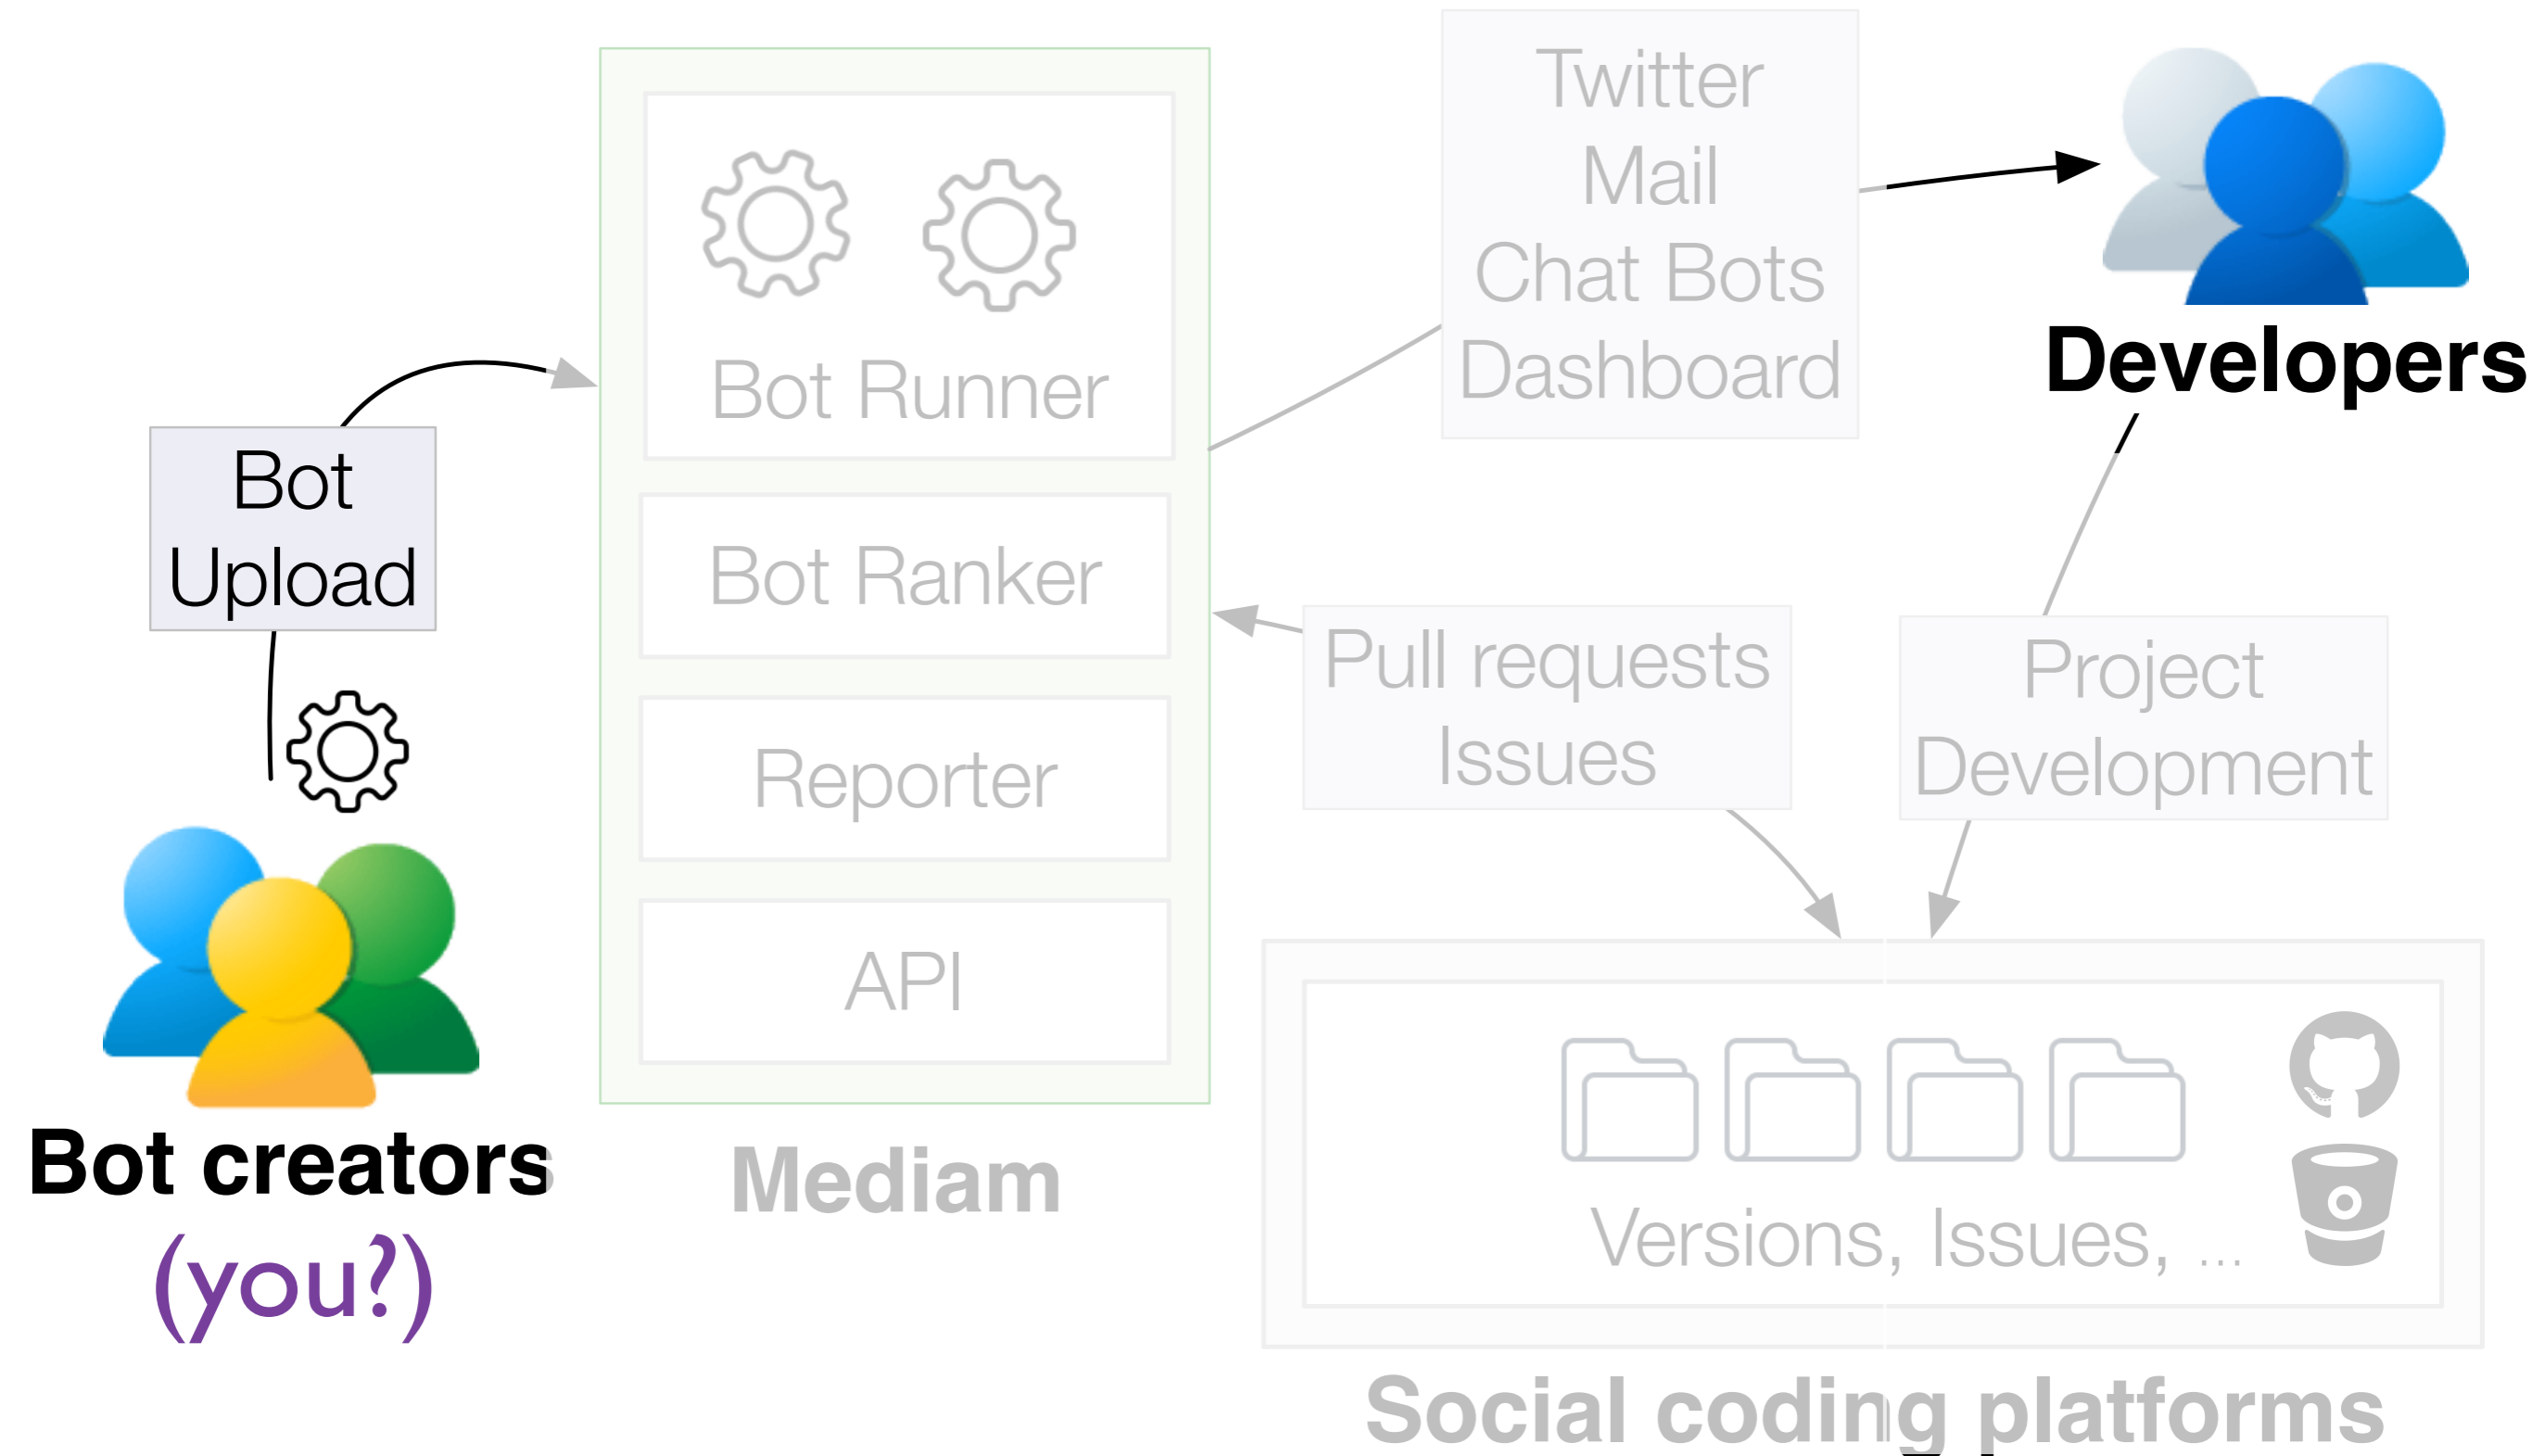 Twitter
Mail
Chat Bots
Dashboard
Developers
Bot Runner
Bot
Upload
Bot Ranker
Pull requests
Issues
Project
Development
Reporter
API
Bot creators
(you?)
Mediam
Versions, Issues, ...
Social coding platforms